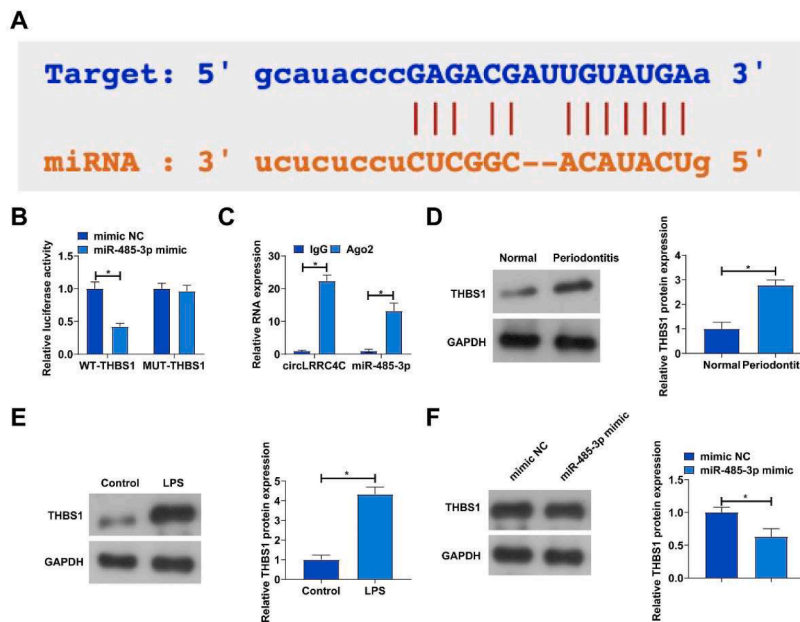 A
Target: 5' gcauacccGAGACGAUUGUAUGAa 3'
miRNA : 3' ucucuccuCUCGGC--ACAUACUg 5'
B
mimic NC
miR-485-3p mimic
Relative luciferase activity
1.5
1.0
0.5
0.0
*
WT-THBS1 MUT-THBS1
C
IgG Ago2
Relative RNA expression
30
20
10
0
*
*
circLRRC4C miR-485-3p
D
Normal Periodontitis
THBS1
GAPDH
Relative THBS1 protein expression
4
3
2
1
0
*
Normal Periodontitis
E
Control LPS
THBS1
GAPDH
Relative THBS1 protein expression
5
4
3
2
1
0
*
Control LPS
F
mimic NC
miR-485-3p mimic
THBS1
GAPDH
mimic NC
miR-485-3p mimic
Relative THBS1 protein expression
1.5
1.0
0.5
0.0
*